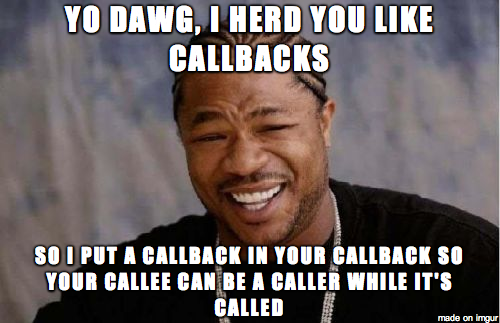 YO DAWG, I HERD YOU LIKE
CALLBACKS
SO I PUT A CALLBACK IN YOUR CALLBACK SO
YOUR CALLEE CAN BE A CALLER WHILE IT'S
CALLED
made on imgur